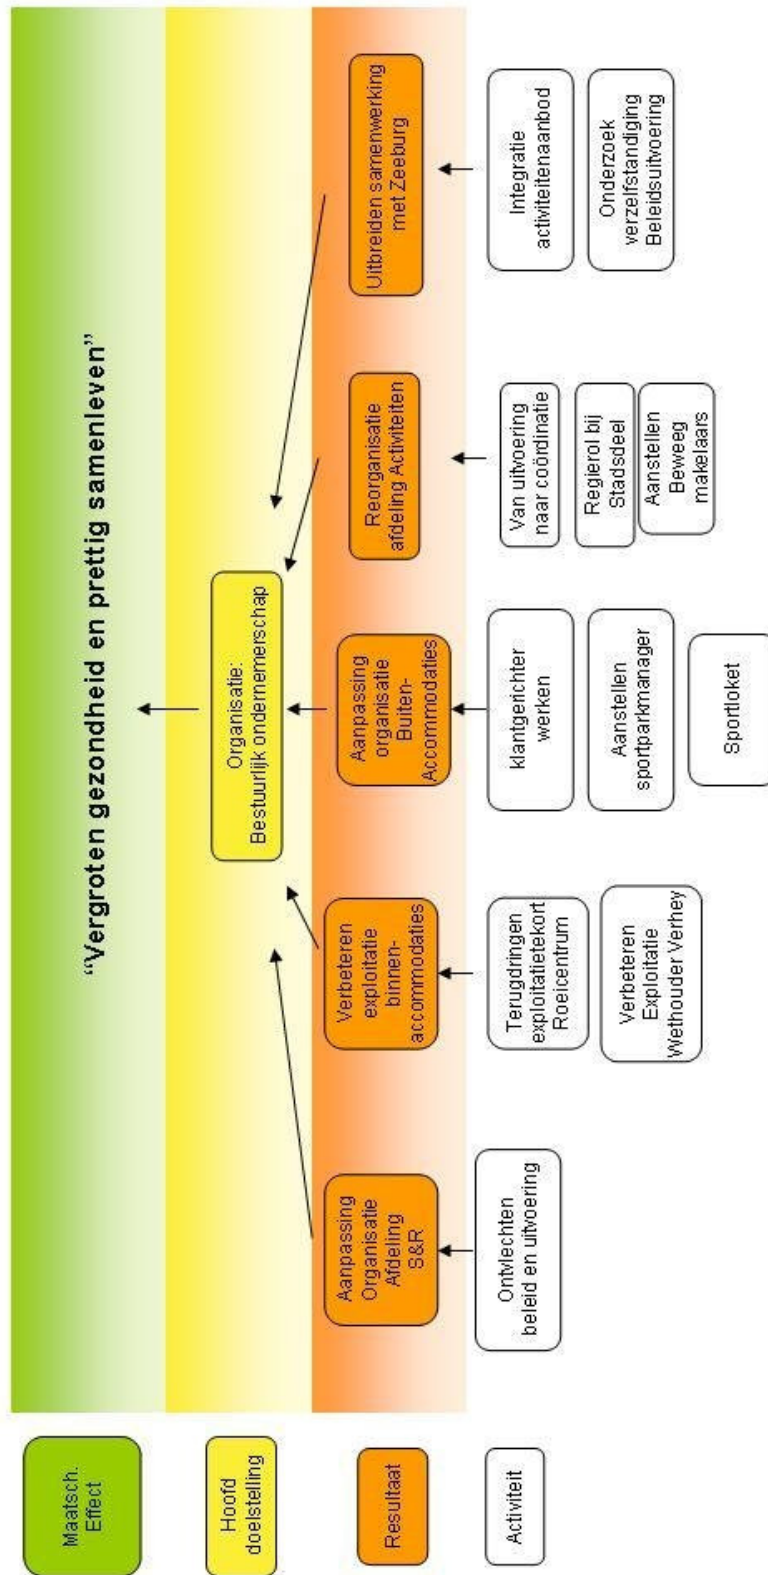 Maatsch.
Effect
"Vergroten gezondheid en prettig samenleven"
Hoofd
doelstelling
Organisatie:
Bestuurlijk ondernemerschap
Resultaat
Aanpassing
Organisatie
Afdeling
S&R
Verbeteren
exploitatie
binnen-
accommodaties
Aanpassing
organisatie
Buiten-
Accommodaties
Reorganisatie
afdeling Activiteiten
Uitbreiden samenwerking
met Zeeburg
Activiteit
Ontvlechten
beleid en uitvoering
Terugdringen
exploitatietekort
Roeicentrum
Verbeteren
Exploitatie
Wethouder Verhey
klantgerichter
werken
Aanstellen
sportparkmanager
Sportloket
Van uitvoering
naar coördinatie
Regierol bij
Stadsdeel
Aanstellen
Beweeg
makelaars
Integratie
activiteitenaanbod
Onderzoek
verzelfstandiging
Beleidsuitvoering